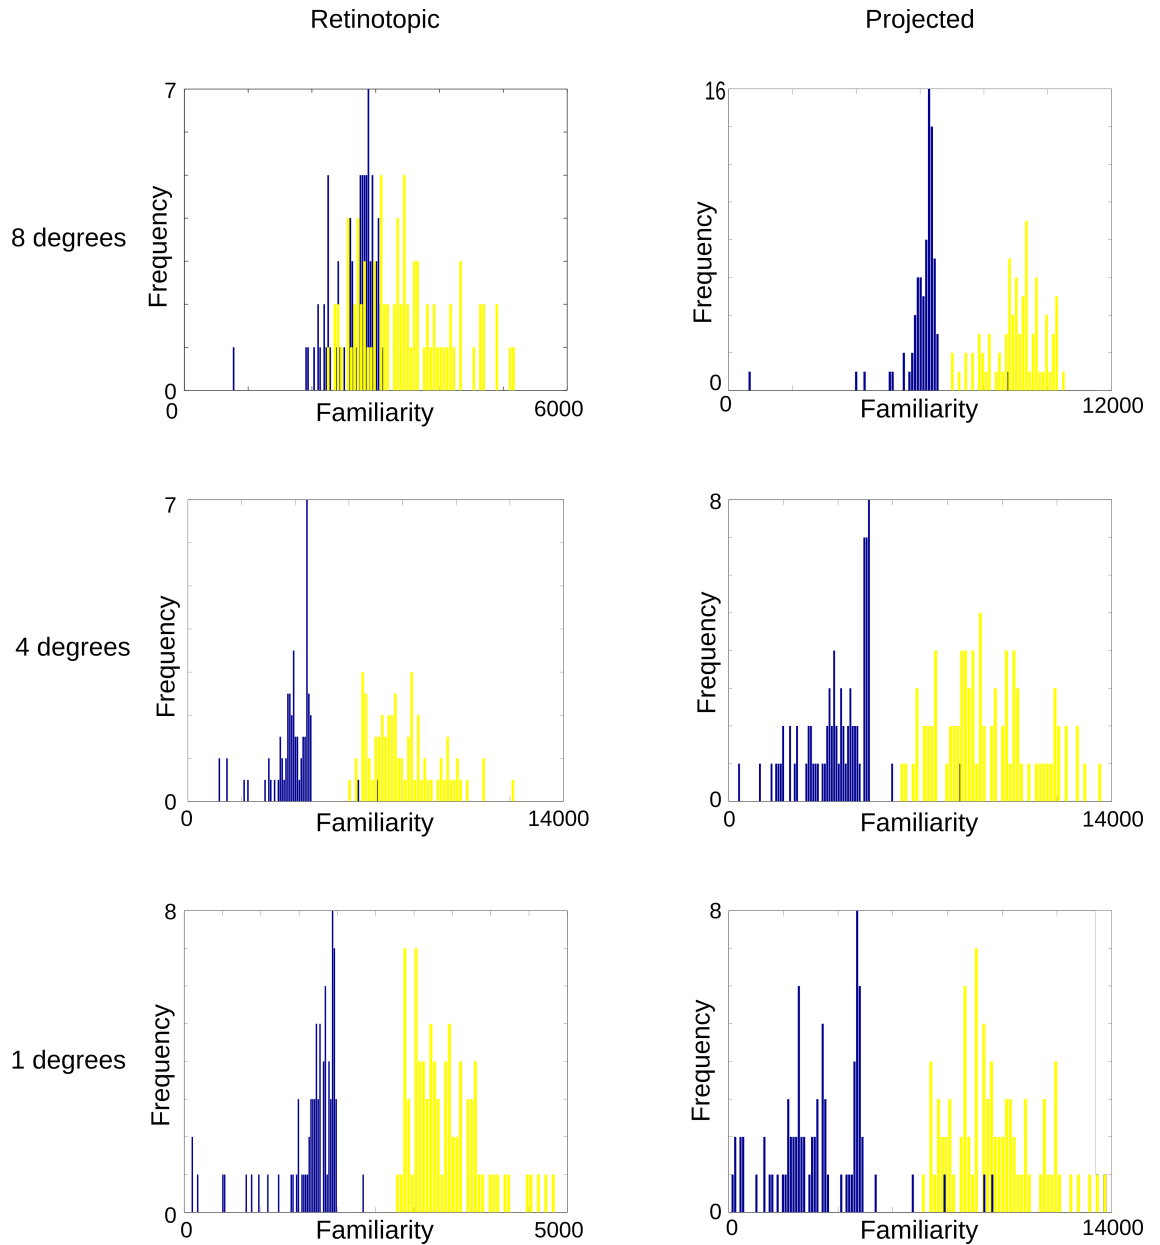 Retinotopic
Projected
7
16
8 degrees
Frequency
Frequency
0
0
0
Familiarity
6000
0
Familiarity
12000
7
8
4 degrees
Frequency
Frequency
0
0
0
Familiarity
14000
0
Familiarity
14000
8
8
1 degrees
Frequency
Frequency
0
0
0
Familiarity
5000
0
Familiarity
14000